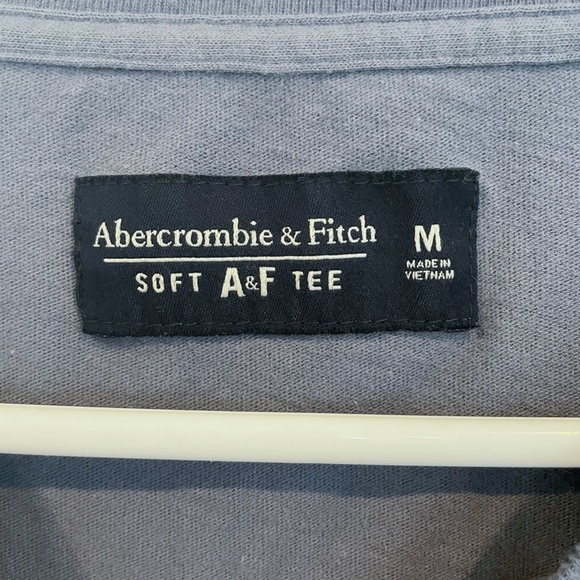 Abercrombie & Fitch
SOFT A&F TEE
M
MADE IN
VIETNAM